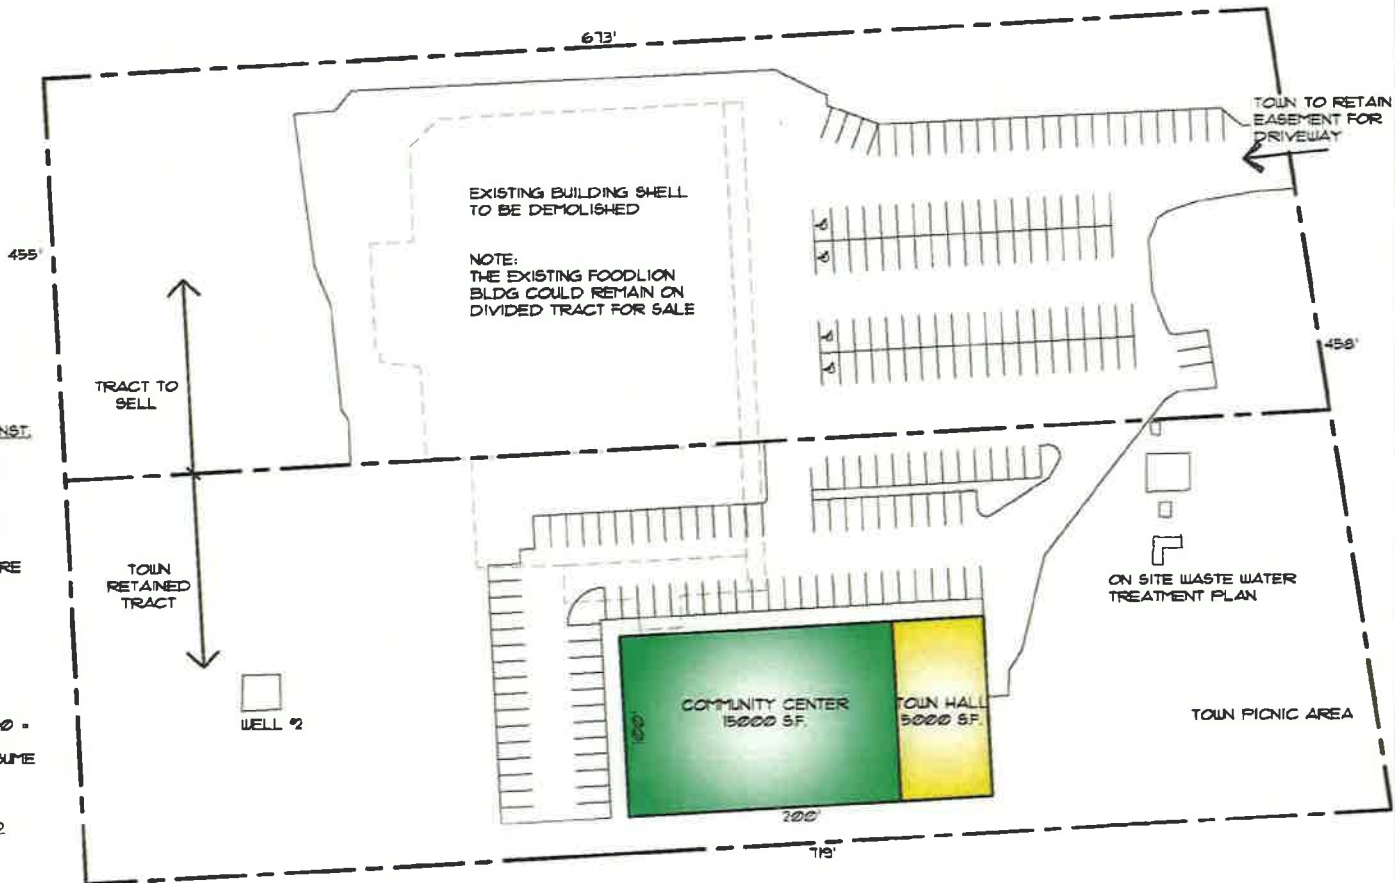 673'
TOWN TO RETAIN
EASEMENT FOR
DRIVEWAY
EXISTING BUILDING SHELL
TO BE DEMOLISHED
NOTE:
THE EXISTING FOODLION
BLDG COULD REMAIN ON
DIVIDED TRACT FOR SALE
455'
458'
TRACT TO
SELL
TOWN
RETAINED
TRACT
ON SITE WASTE WATER
TREATMENT PLAN
WELL #2
COMMUNITY CENTER
15000 S.F.
TOWN HALL
5000 S.F.
100'
TOWN PICNIC AREA
200'
719'